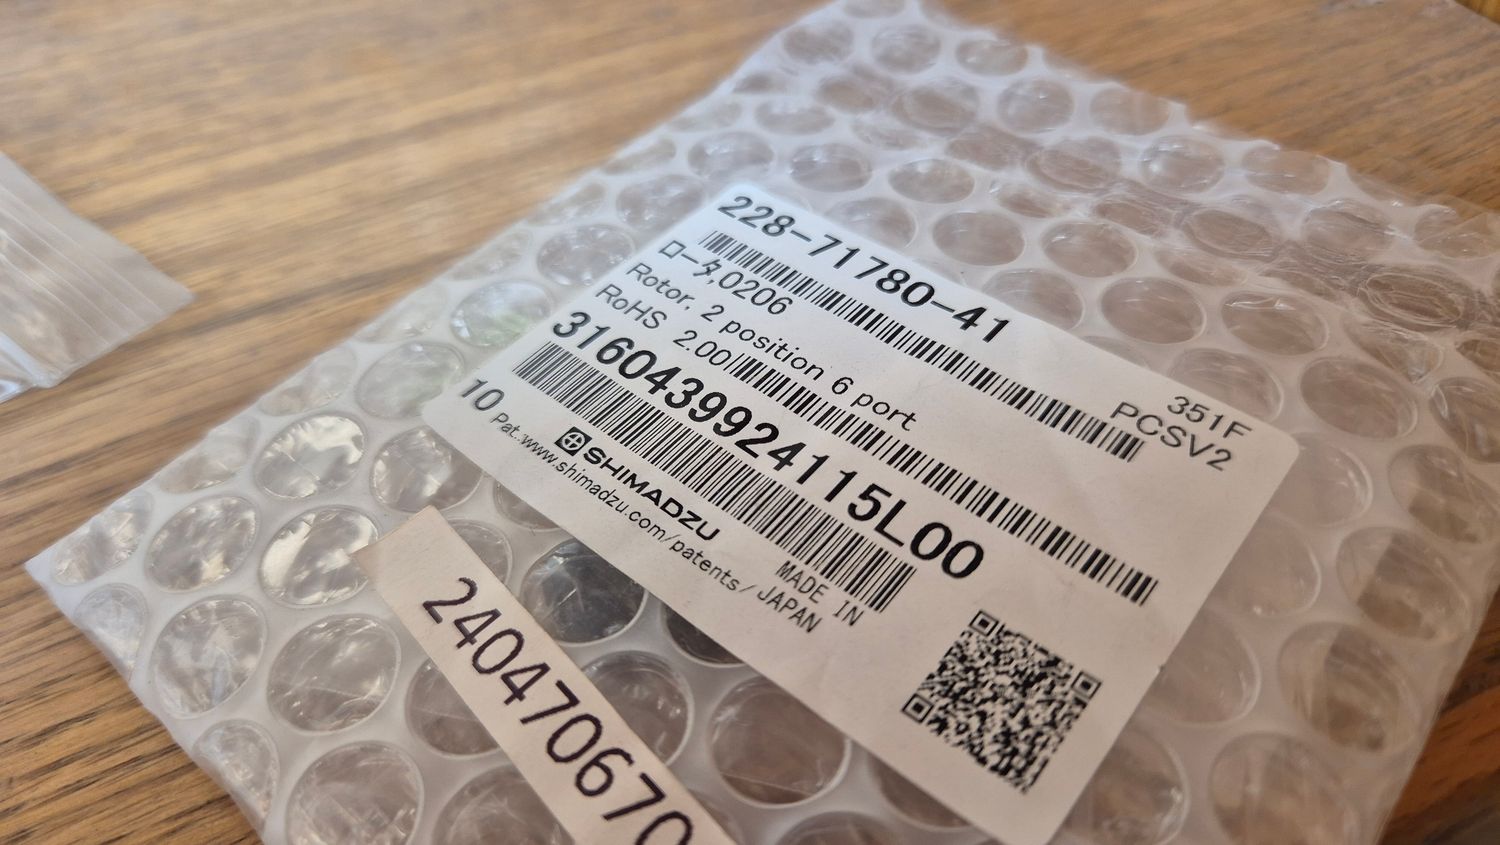 228-71780-41
ロータ,0206
Rotor, 2 position 6 port
RoHS 2.00
351F
PCSV2
3160439924115L00
10
SHIMADZU
Pat.:www.shimadzu.com/patents/
MADE IN
JAPAN
240470670